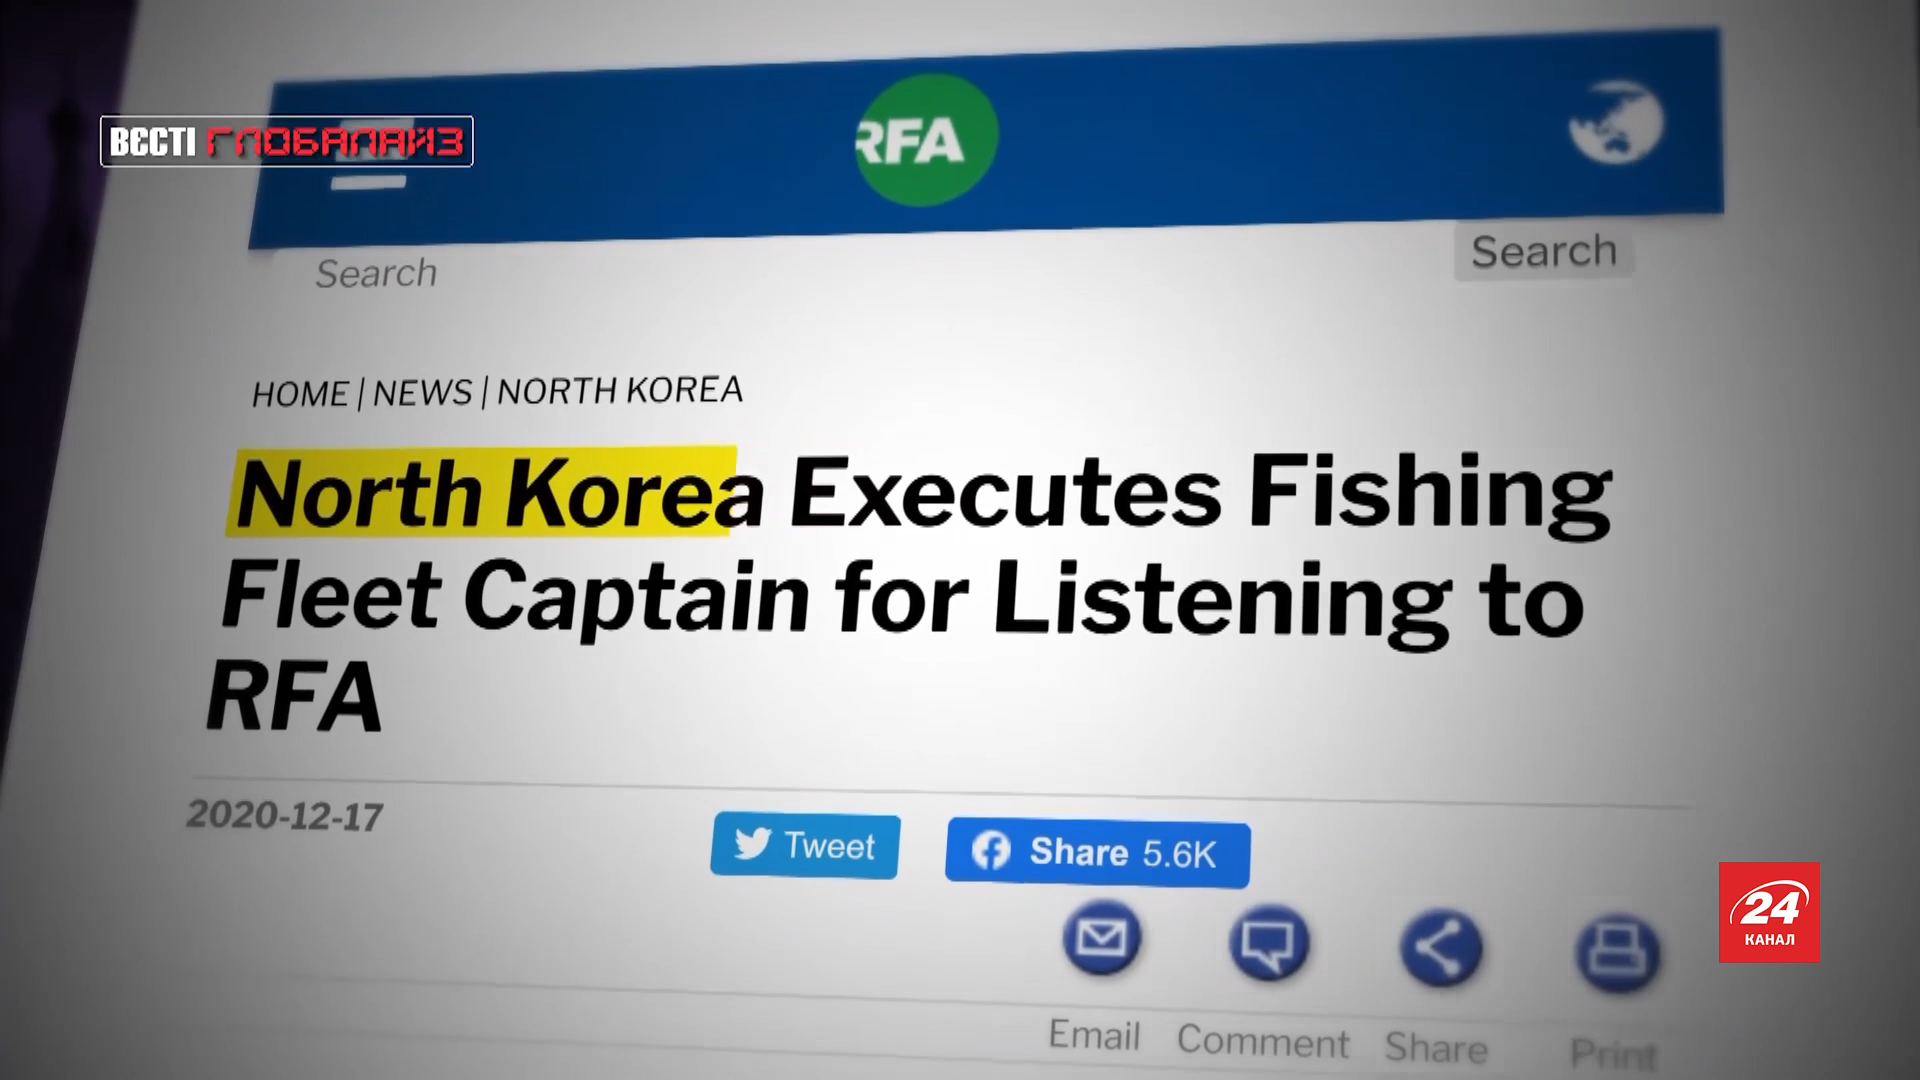 ВЄСТІ ГЛОБАЛАЙЗ
RFA
Search
Search
HOME | NEWS | NORTH KOREA
North Korea Executes Fishing
Fleet Captain for Listening to
RFA
2020-12-17
Tweet
Share 5.6K
24
КАНАЛ
Email
Comment
Share
Print